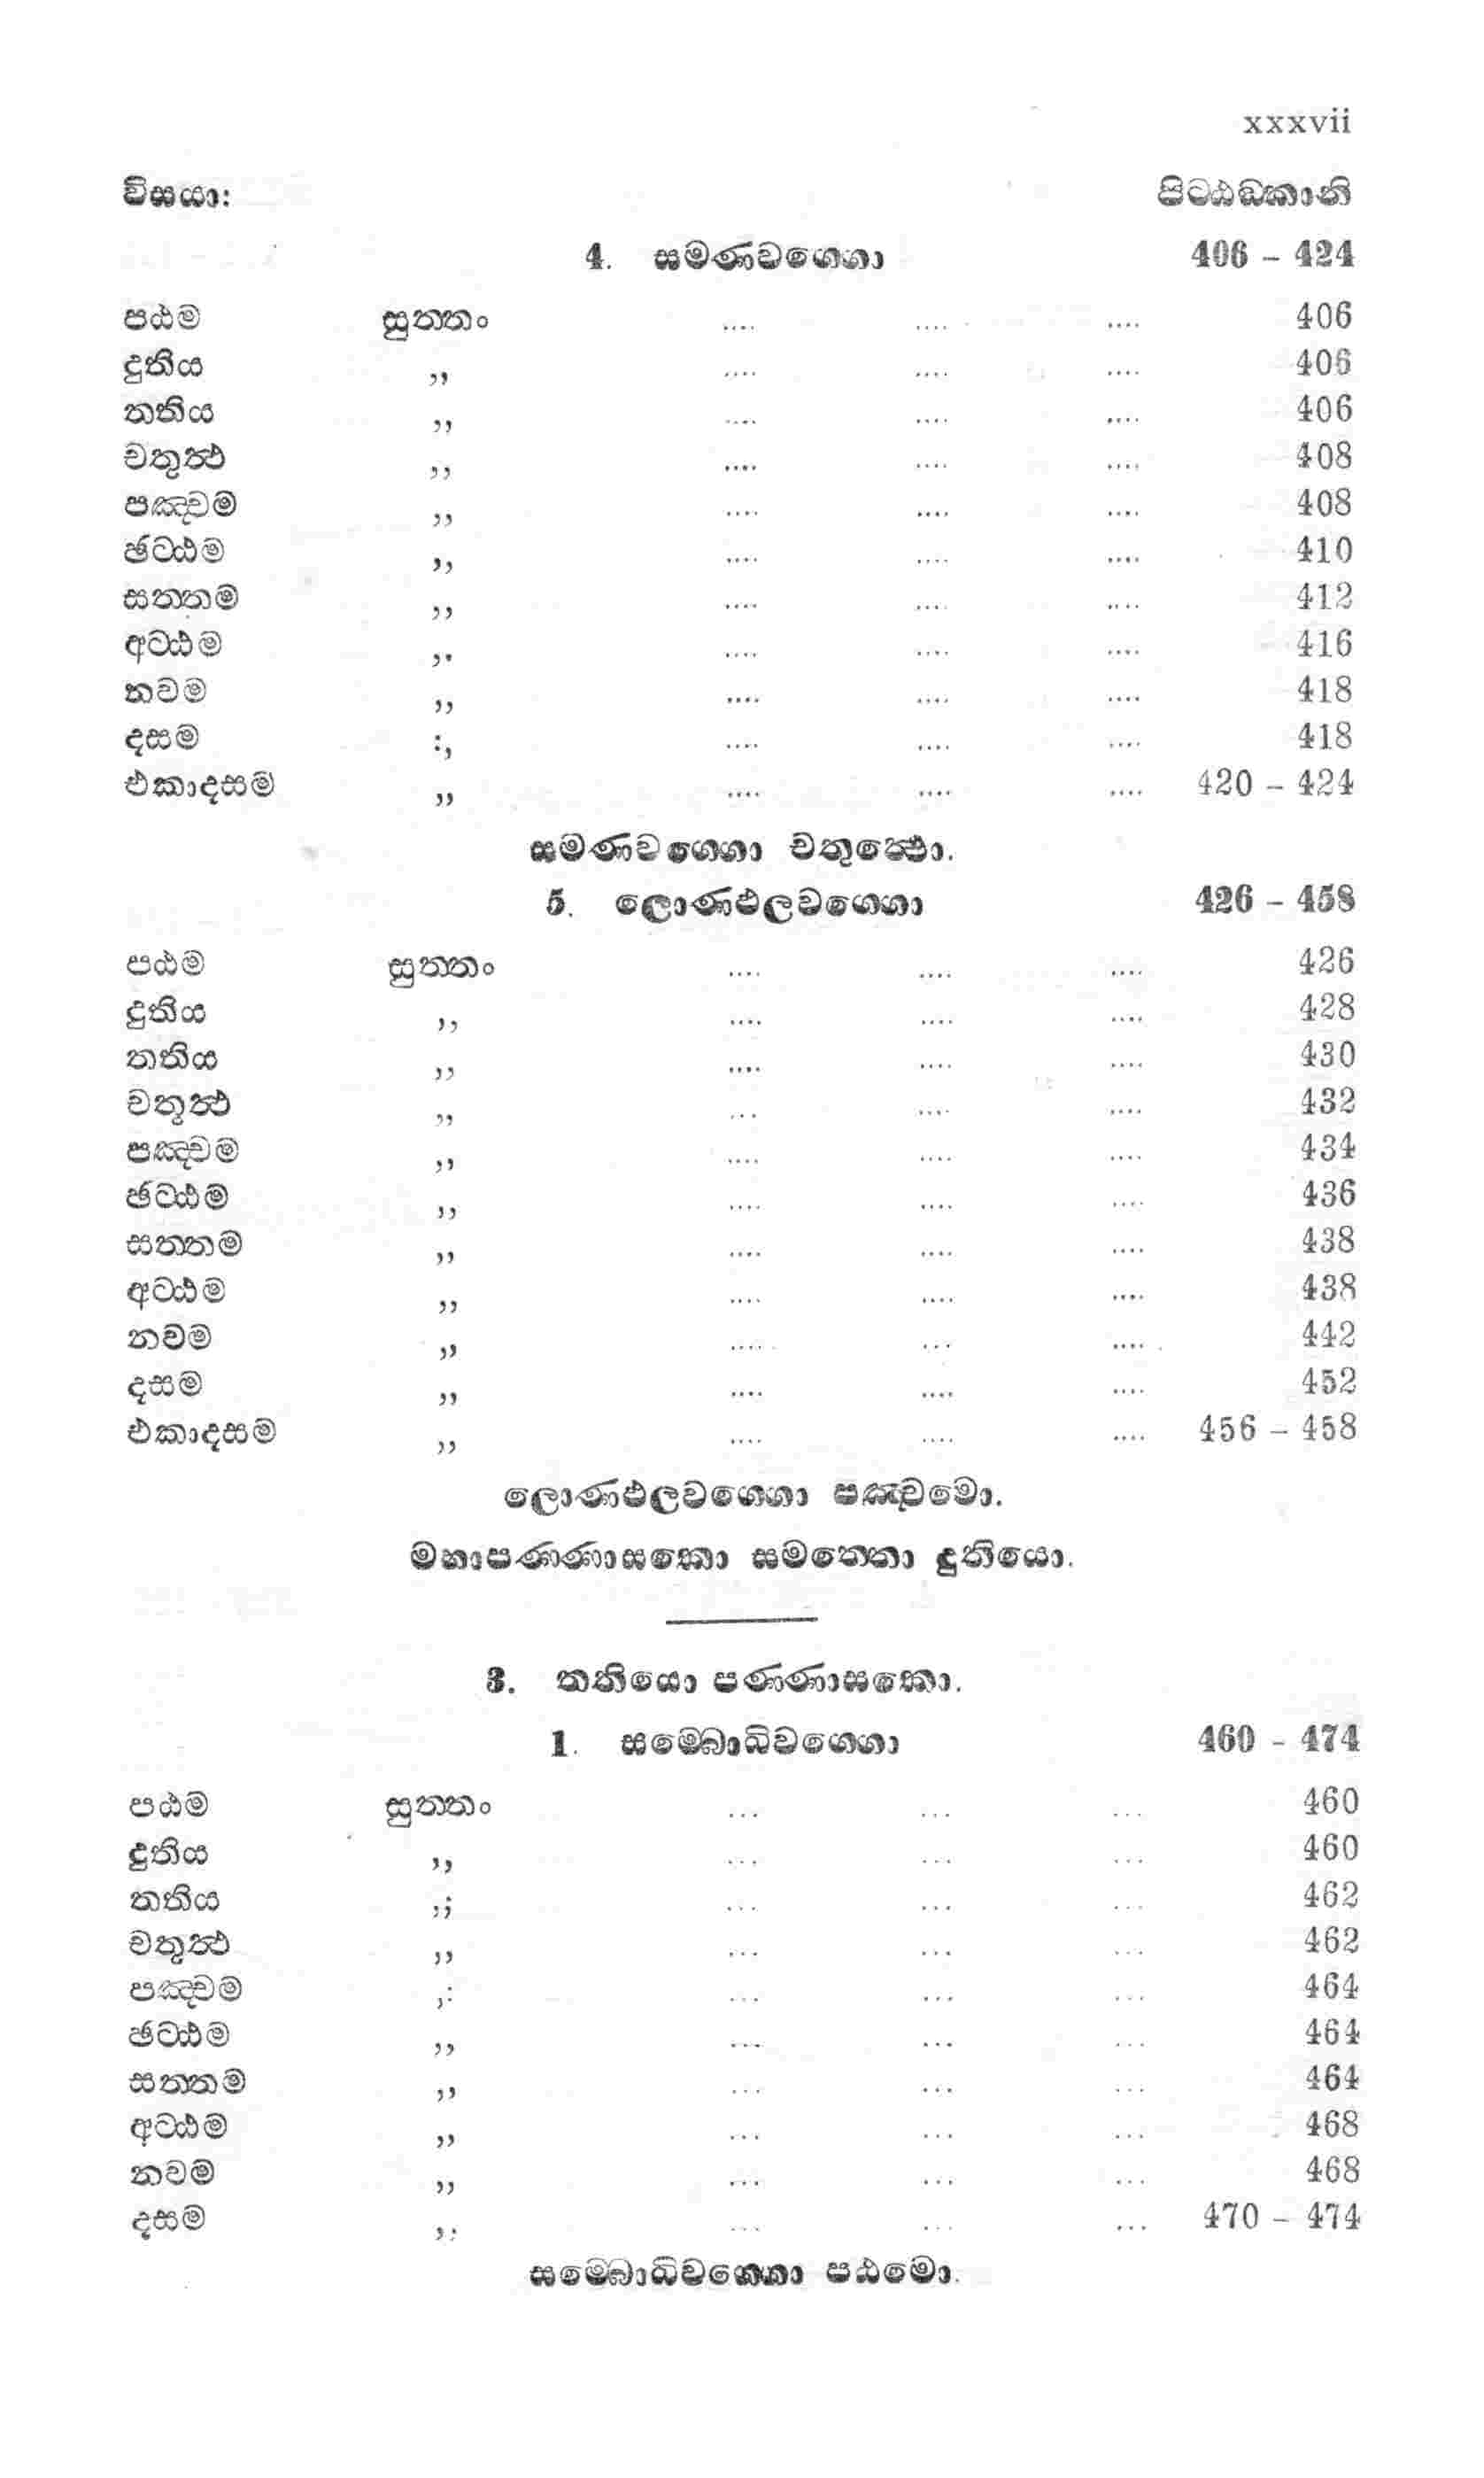 xxxvii
විසයා: පිටඨඞකානි
4. සමණවගෙගා 406 – 424
පඨම සුත්තං .... .... .... 406
දුතිය ,, .... .... .... 406
තතිය ,, .... .... .... 406
චතුත්‍ථ ,, .... .... .... 408
පඤ්චම ,, .... .... .... 408
ඡට්ඨම ,, .... .... .... 410
සත්තම ,, .... .... .... 412
අට්ඨම ,, .... .... .... 416
නවම ,, .... .... .... 418
දසම ,, .... .... .... 418
එකාදසම ,, .... .... .... 420 – 424
සමණවගෙගා චතුත්‍ථො.
5. ලොණඵලවගෙගා 426 – 458
පඨම සුත්තං .... .... .... 426
දුතිය ,, .... .... .... 428
තතිය ,, .... .... .... 430
චතුත්‍ථ ,, ... .... .... 432
පඤ්චම ,, .... .... .... 434
ඡට්ඨම ,, .... .... .... 436
සත්තම ,, .... .... .... 438
අට්ඨම ,, .... .... .... 438
නවම ,, .... ... .... 442
දසම ,, .... .... .... 452
එකාදසම ,, .... .... .... 456 – 458
ලොණඵලවගෙගා පඤ්චමො.
මහාපණණාසකො සමතෙතා දුතියො.
3. තතියො පණණාසකො.
1. සම්බොධිවගෙගා 460 – 474
පඨම සුත්තං ... ... ... 460
දුතිය ,, ... ... ... 460
තතිය ,, ... ... ... 462
චතුත්‍ථ ,, ... ... ... 462
පඤ්චම ,, ... ... ... 464
ඡට්ඨම ,, ... ... ... 464
සත්තම ,, ... ... ... 464
අට්ඨම ,, ... ... ... 468
නවම ,, ... ... ... 468
දසම ,, ... ... ... 470 – 474
සම්බොධිවගෙගා පඨමො.